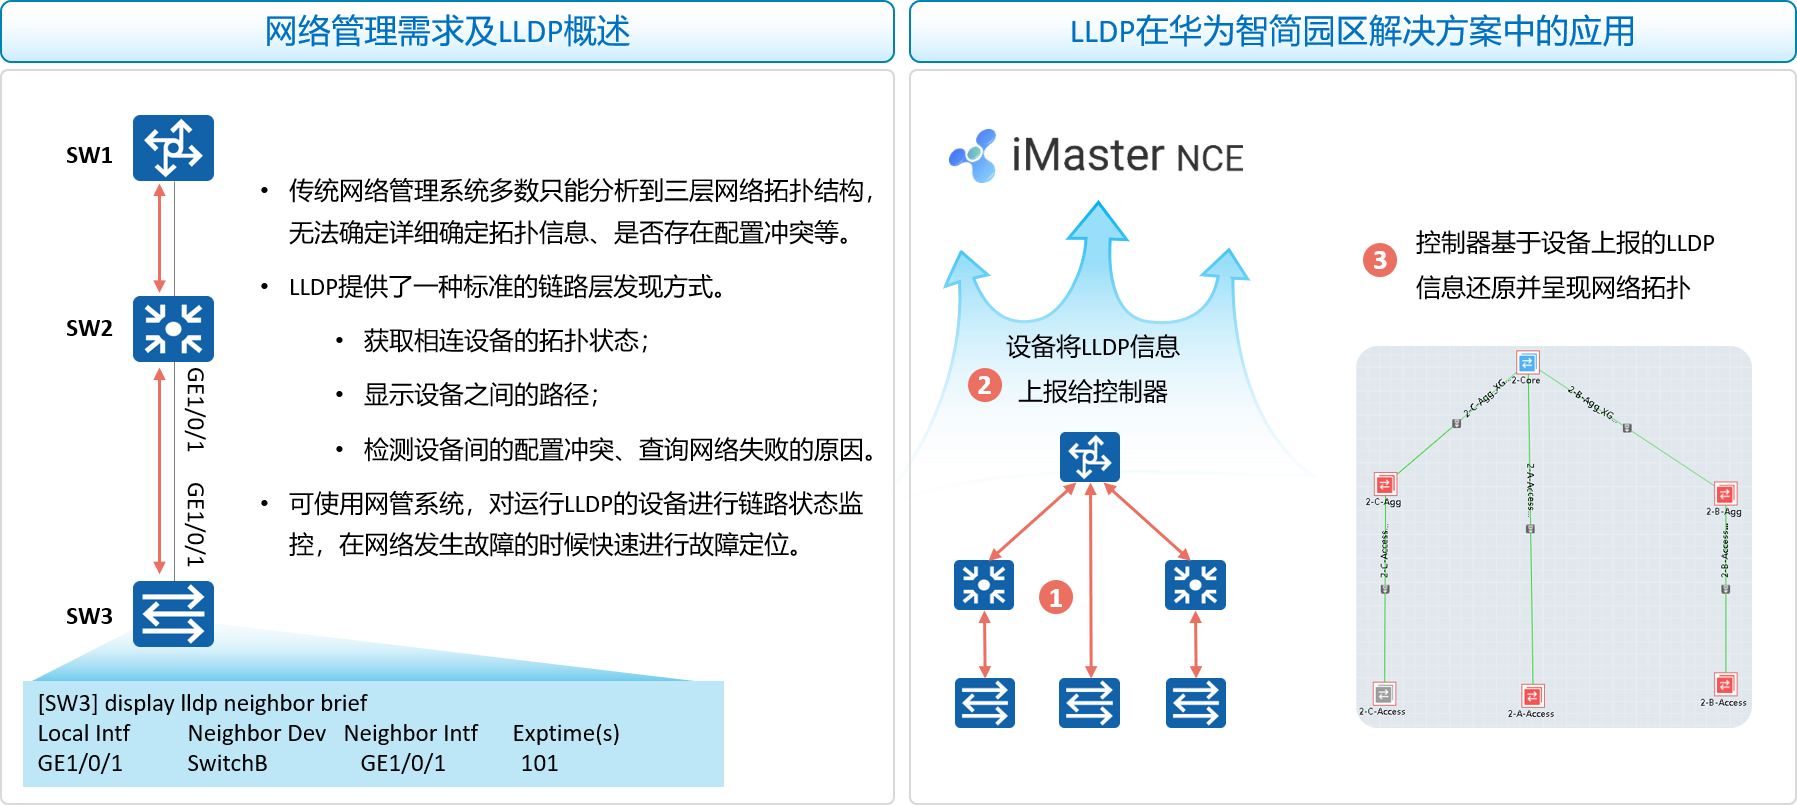 网络管理需求及LLDP概述
SW1
SW2
GE1/0/1
GE1/0/1
SW3
• 传统网络管理系统多数只能分析到三层网络拓扑结构，
无法确定详细确定拓扑信息、是否存在配置冲突等。
• LLDP提供了一种标准的链路层发现方式。
• 获取相连设备的拓扑状态；
• 显示设备之间的路径；
• 检测设备间的配置冲突、查询网络失败的原因。
• 可使用网管系统，对运行LLDP的设备进行链路状态监
控，在网络发生故障的时候快速进行故障定位。
[SW3] display lldp neighbor brief
Local Intf Neighbor Dev Neighbor Intf Exptime(s)
GE1/0/1 SwitchB GE1/0/1 101
LLDP在华为智简园区解决方案中的应用
iMaster NCE
设备将LLDP信息
2 上报给控制器
1
3 控制器基于设备上报的LLDP
信息还原并呈现网络拓扑
2-Core
2-C-Agg_XG...
2-B-Agg_XG...
2-C-Agg
2-A-Access...
2-B-Agg
2-C-Access...
2-B-Access...
2-C-Access
2-A-Access
2-B-Access